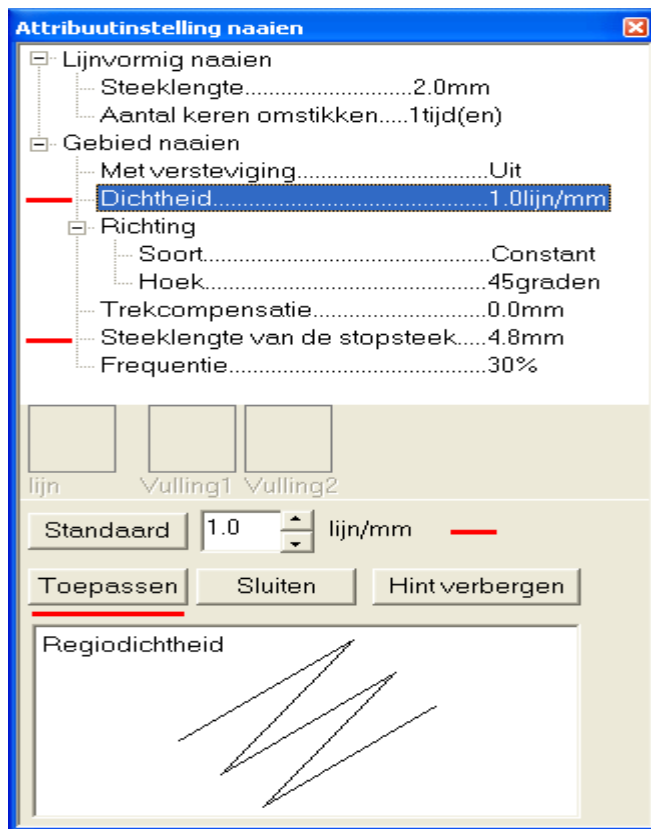 Attribuutinstelling naaien
Lijnvormig naaien
Steeklengte..........................2.0mm
Aantal keren omstikken.....1tijd(en)
Gebied naaien
Met versteviging..............................Uit
Dichtheid...........................................1.0lijn/mm
Richting
Soort.............................................Constant
Hoek.............................................45graden
Trekcompensatie............................0.0mm
Steeklengte van de stopsteek.....4.8mm
Frequentie.........................................30%
lijn Vulling1 Vulling2
Standaard 1.0 lijn/mm
Toepassen Sluiten Hint verbergen
Regiodichtheid